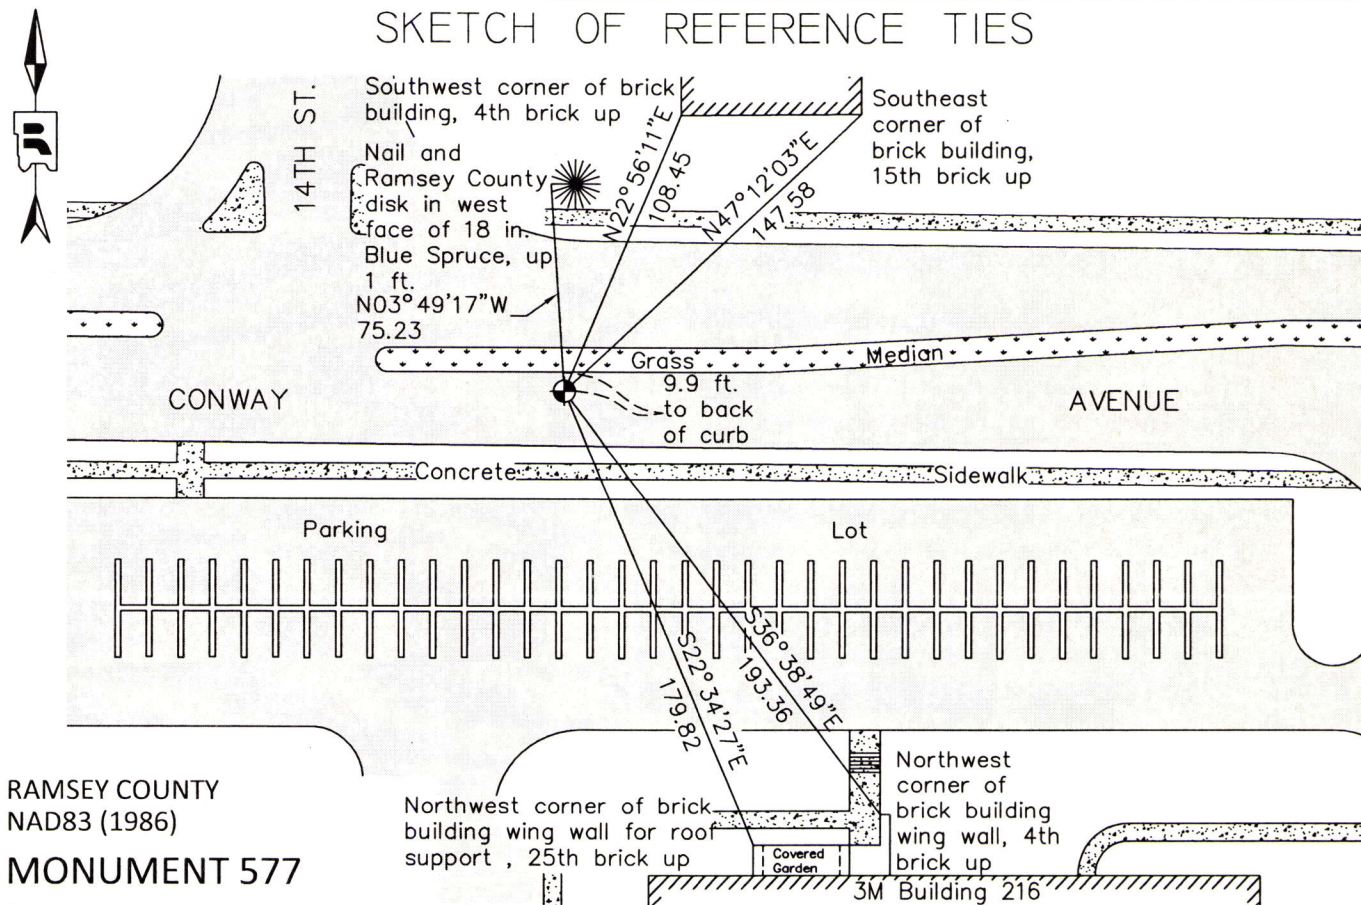 SKETCH OF REFERENCE TIES
14TH ST.
Southwest corner of brick
building, 4th brick up
Nail and
Ramsey County
disk in west
face of 18 in.
Blue Spruce, up
1 ft.
N03°49'17"W
75.23
N22°56'11"E
108.45
N47°12'03"E
147.58
Southeast
corner of
brick building,
15th brick up
Grass Median
9.9 ft.
to back
of curb
CONWAY AVENUE
Concrete Sidewalk
Parking Lot
S22°34'27"E
179.82
S36°38'49"E
193.36
Northwest corner of brick
building wing wall for roof
support , 25th brick up
Northwest
corner of
brick building
wing wall, 4th
brick up
Covered
Garden
3M Building 216
RAMSEY COUNTY
NAD83 (1986)
MONUMENT 577